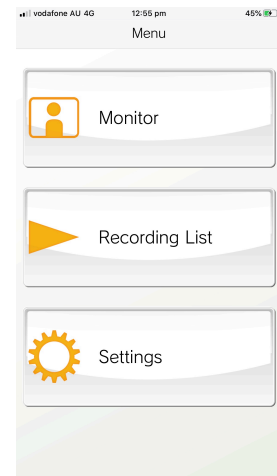 vodafone AU 4G 12:55 pm 45%
Menu
Monitor
Recording List
Settings